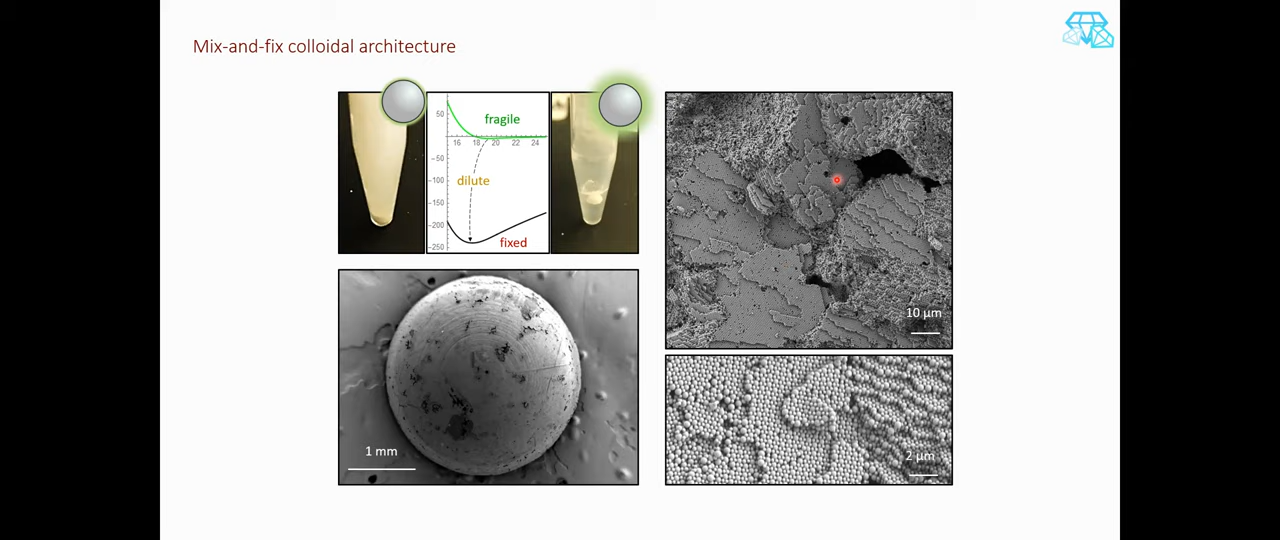 Mix-and-fix colloidal architecture
50
fragile
16 18 20 22 24
-50
dilute
-100
-150
-200
fixed
-250
10 µm
1 mm
2 µm